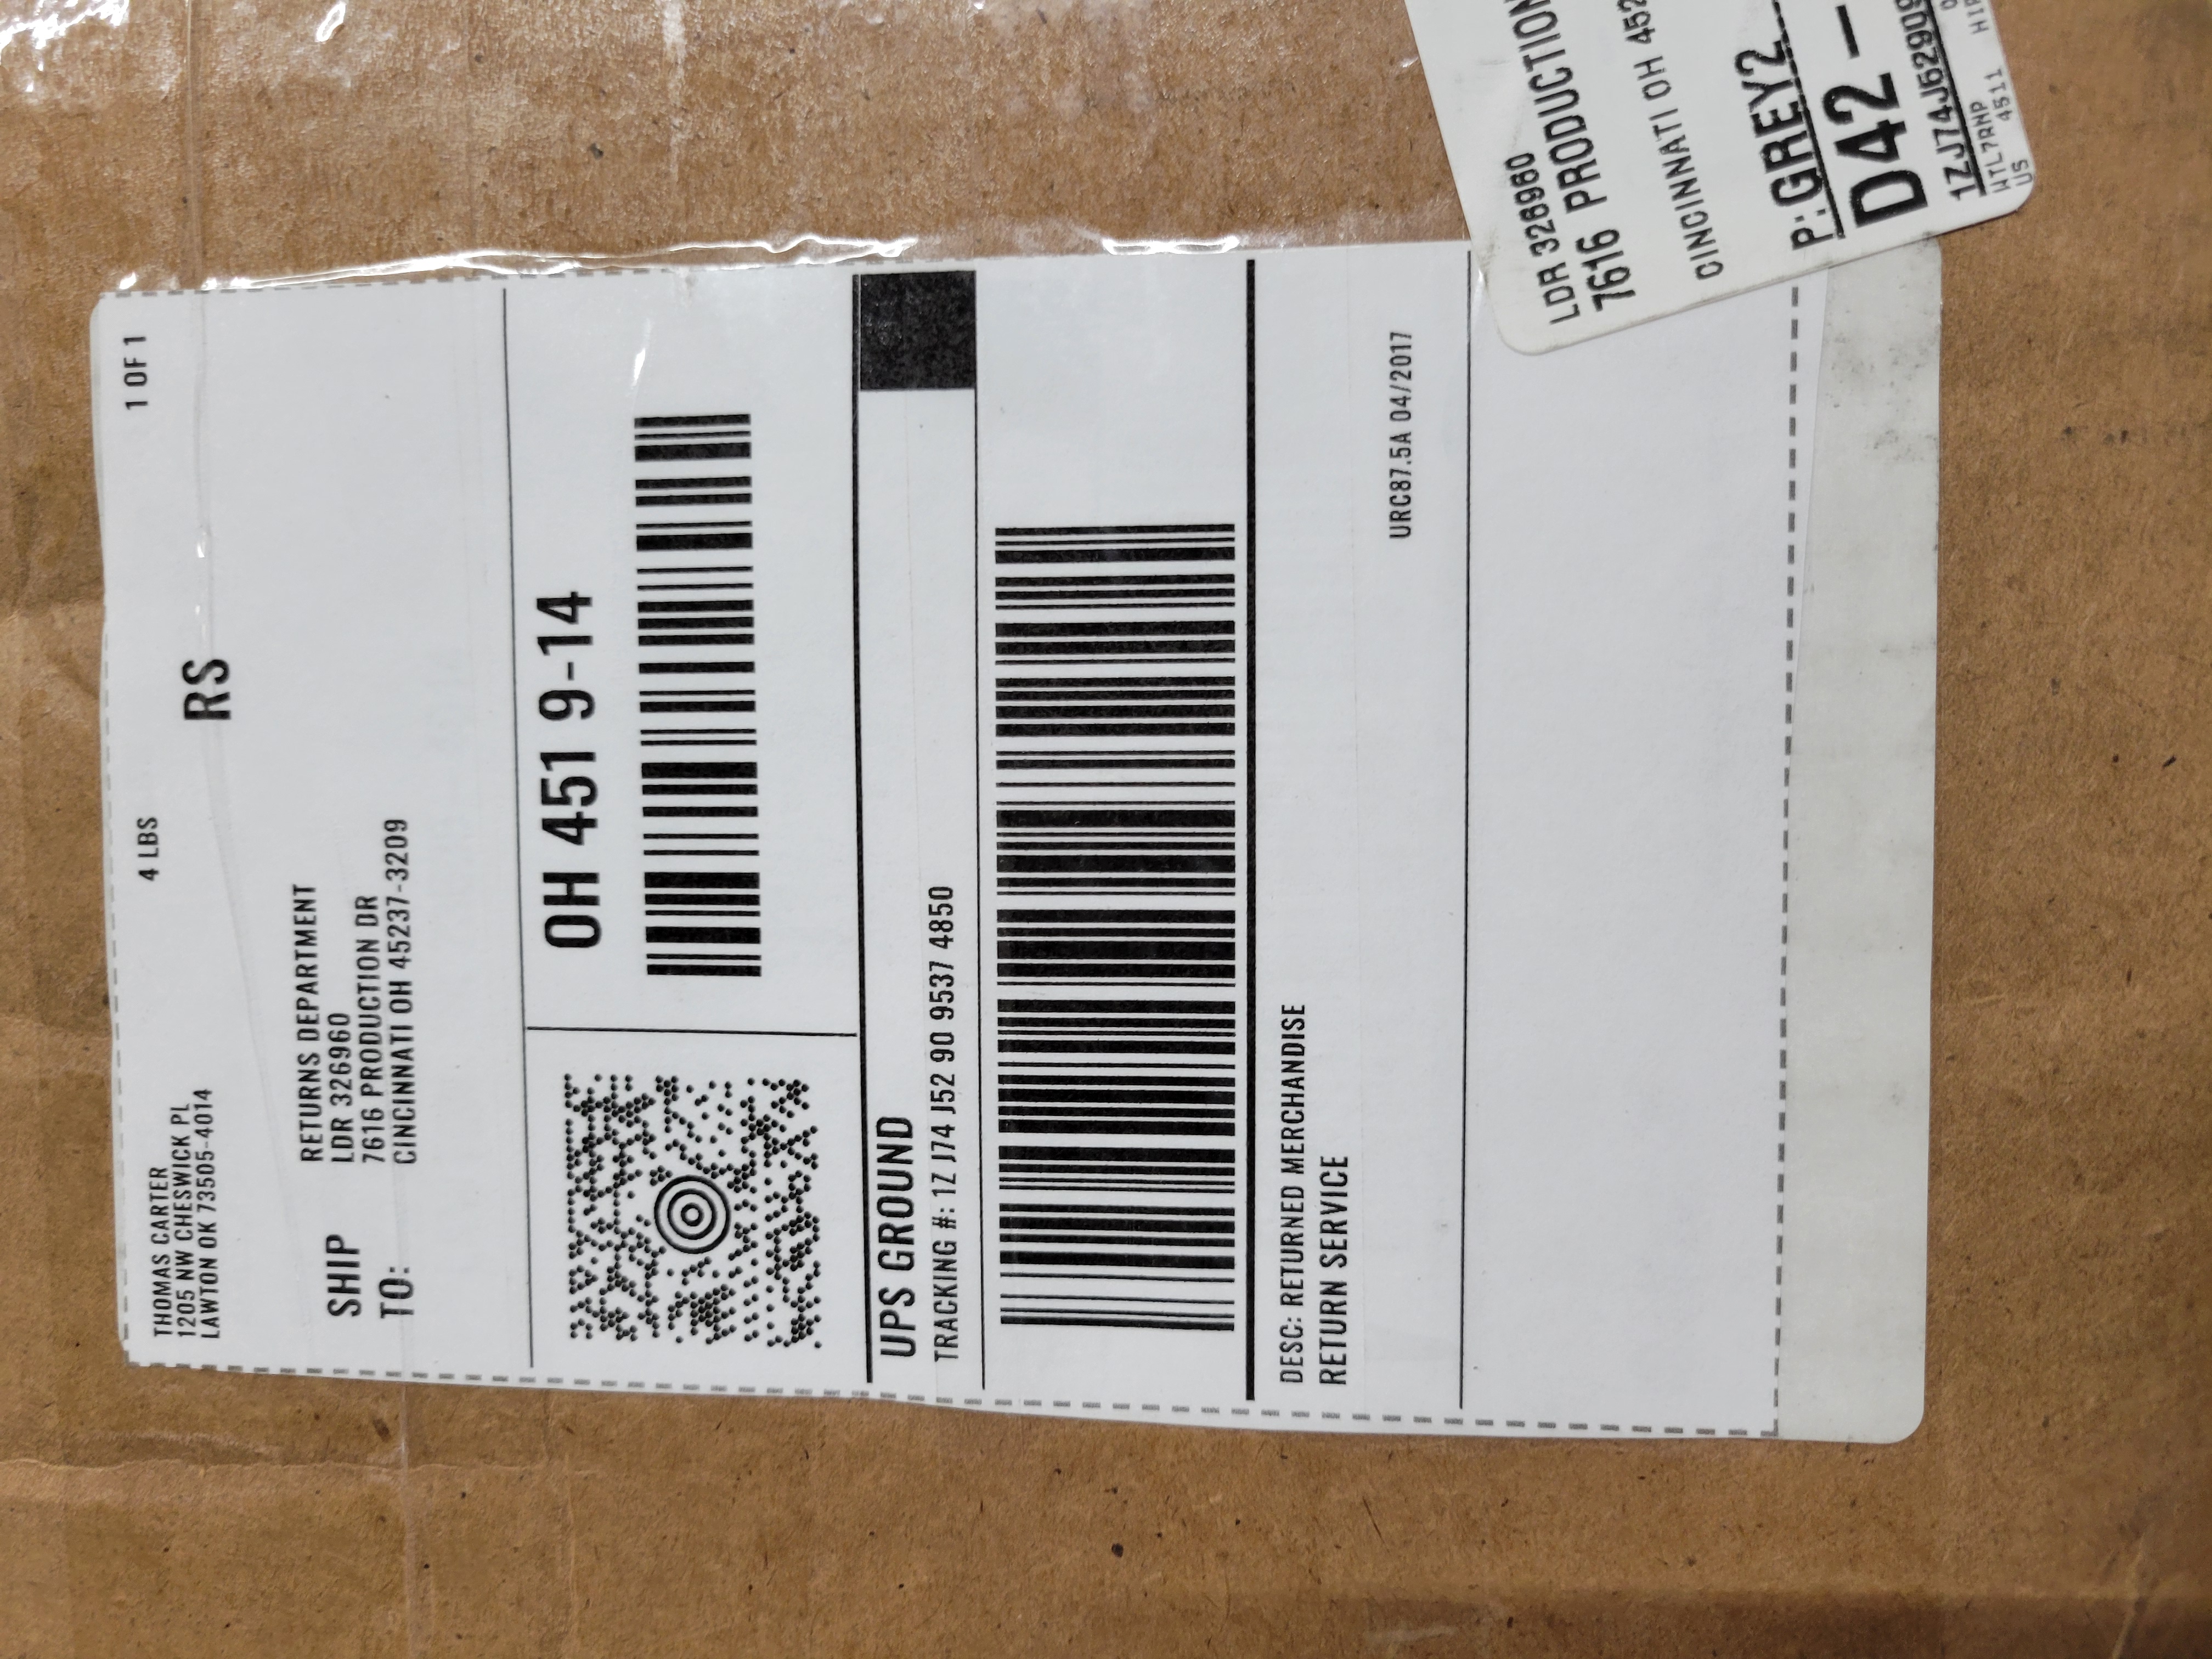 THOMAS CARTER
1205 NW CHESWICK PL
LAWTON OK 73505-4014
4 LBS
1 OF 1
RS
SHIP
TO:
RETURNS DEPARTMENT
LDR 326960
7616 PRODUCTION DR
CINCINNATI OH 45237-3209
OH 451 9-14
UPS GROUND
TRACKING #: 1Z J74 J52 90 9537 4850
DESC: RETURNED MERCHANDISE
RETURN SERVICE
URC87.5A 04/2017
LDR 326960
7616 PRODUCTION
CINCINNATI OH 452
P:GREY2
D42 –
US 4511